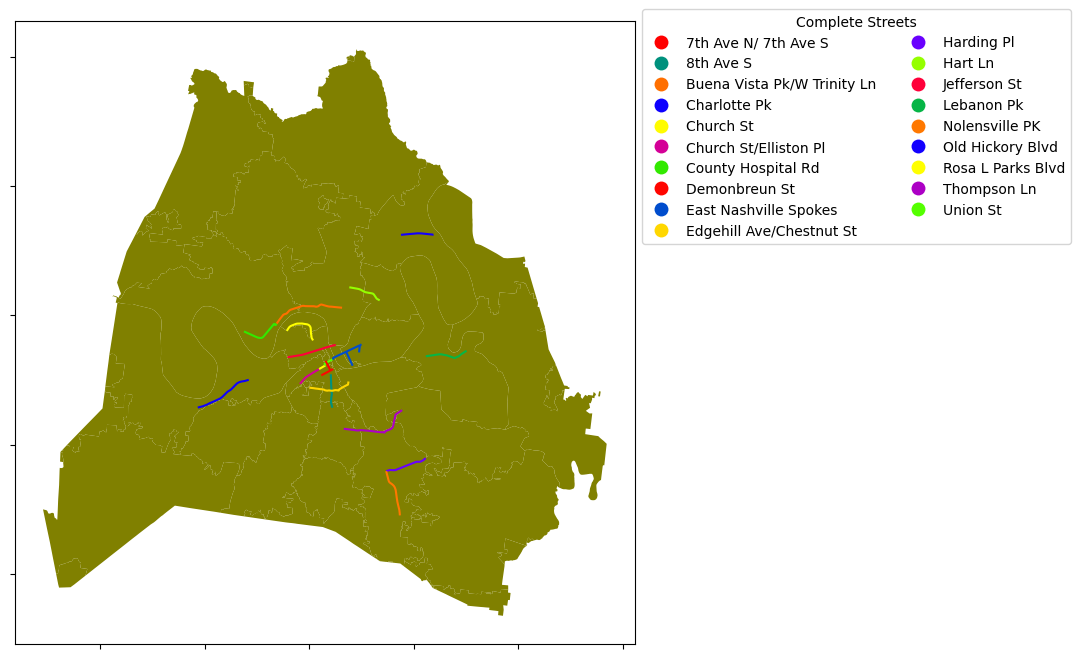 Complete Streets
7th Ave N/ 7th Ave S
8th Ave S
Buena Vista Pk/W Trinity Ln
Charlotte Pk
Church St
Church St/Elliston Pl
County Hospital Rd
Demonbreun St
East Nashville Spokes
Edgehill Ave/Chestnut St
Harding Pl
Hart Ln
Jefferson St
Lebanon Pk
Nolensville PK
Old Hickory Blvd
Rosa L Parks Blvd
Thompson Ln
Union St